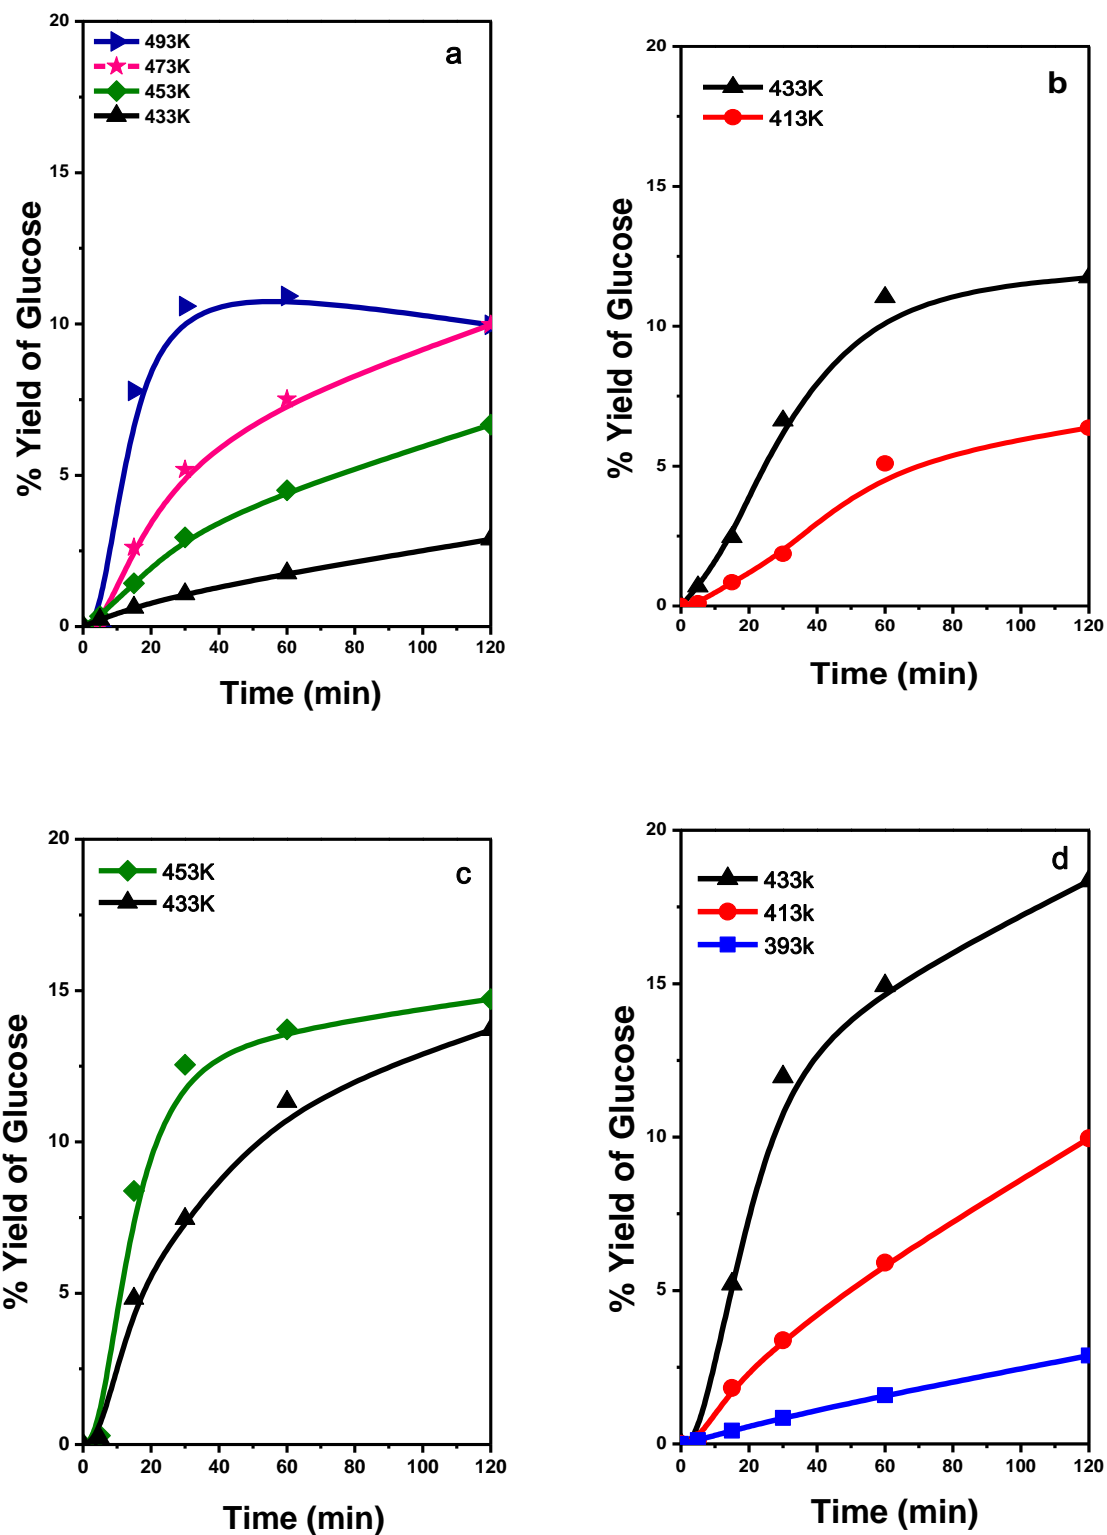 20
15
10
5
0
% Yield of Glucose
493K
473K
453K
433K
a
0 20 40 60 80 100 120
Time (min)
20
15
10
5
0
% Yield of Glucose
433K
413K
b
0 20 40 60 80 100 120
Time (min)
20
15
10
5
0
% Yield of Glucose
453K
433K
c
0 20 40 60 80 100 120
Time (min)
20
15
10
5
0
% Yield of Glucose
433k
413k
393k
d
0 20 40 60 80 100 120
Time (min)